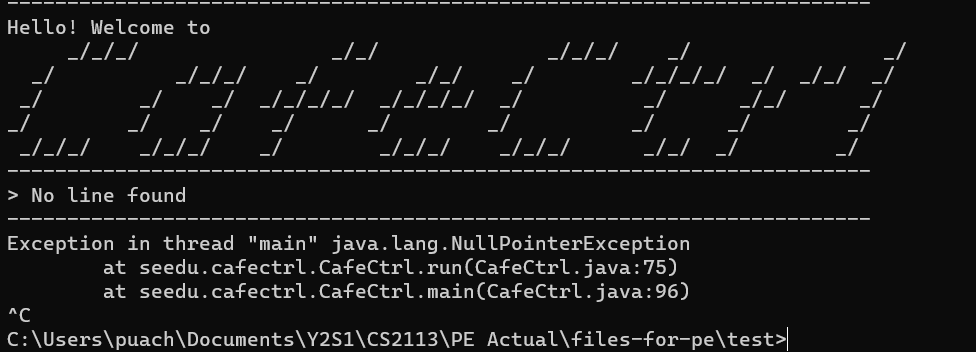 ------------------------------------------------------------------------
Hello! Welcome to
CafeCtrl
------------------------------------------------------------------------
> No line found
------------------------------------------------------------------------
Exception in thread "main" java.lang.NullPointerException
at seedu.cafectrl.CafeCtrl.run(CafeCtrl.java:75)
at seedu.cafectrl.CafeCtrl.main(CafeCtrl.java:96)
^C
C:\Users\puach\Documents\Y2S1\CS2113\PE Actual\files-for-pe\test>